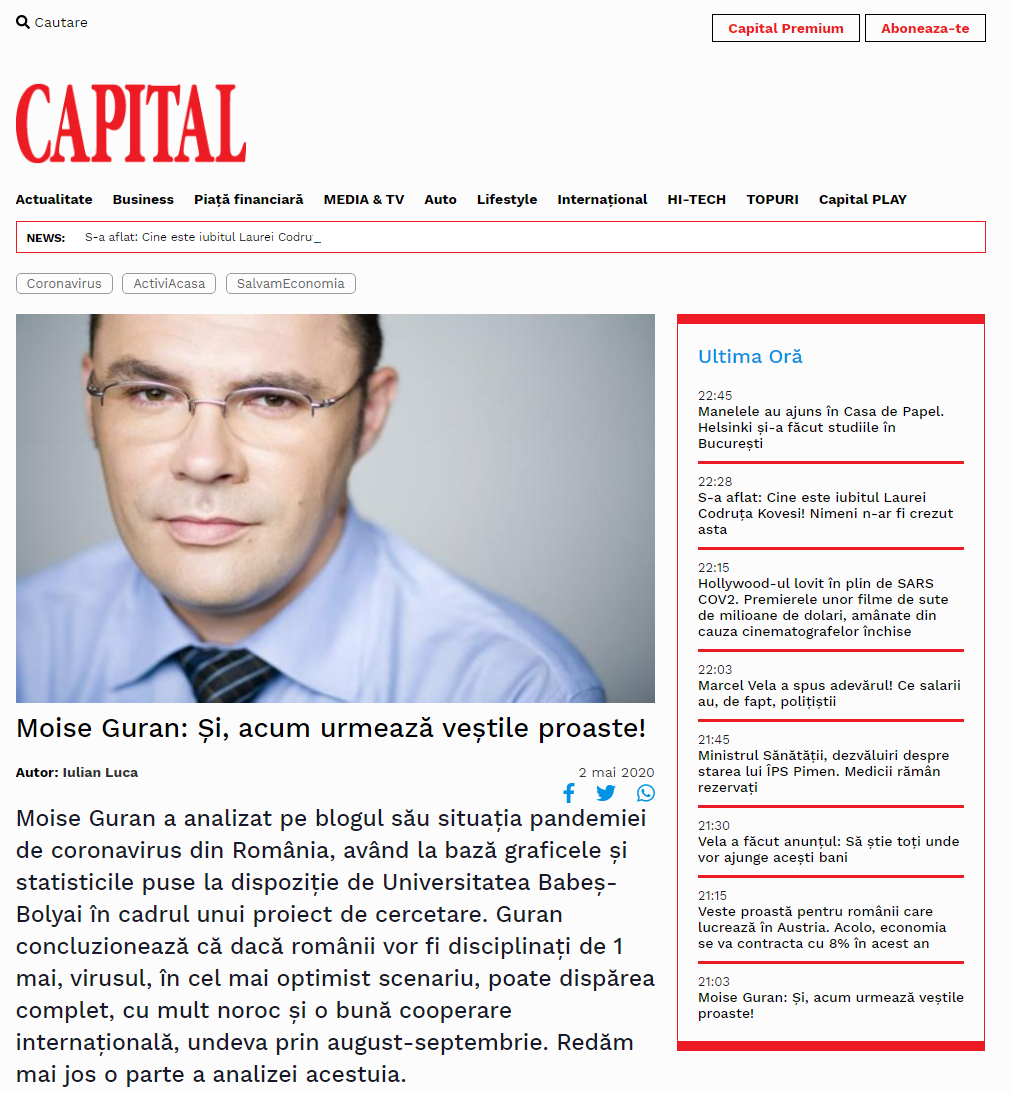 Cautare
Capital Premium
Aboneaza-te
CAPITAL
Actualitate Business Piață financiară MEDIA & TV Auto Lifestyle Internațional HI-TECH TOPURI Capital PLAY
NEWS: S-a aflat: Cine este iubitul Laurei Codru_
Coronavirus ActiviAcasa SalvamEconomia
Moise Guran: Și, acum urmează veștile proaste!
Autor: Iulian Luca
2 mai 2020
Moise Guran a analizat pe blogul său situația pandemiei
de coronavirus din România, având la bază graficele și
statisticile puse la dispoziție de Universitatea Babeș-
Bolyai în cadrul unui proiect de cercetare. Guran
concluzionează că dacă românii vor fi disciplinați de 1
mai, virusul, în cel mai optimist scenariu, poate dispărea
complet, cu mult noroc și o bună cooperare
internațională, undeva prin august-septembrie. Redăm
mai jos o parte a analizei acestuia.
Ultima Oră
22:45
Manelele au ajuns în Casa de Papel.
Helsinki și-a făcut studiile în
București
22:28
S-a aflat: Cine este iubitul Laurei
Codruța Kovesi! Nimeni n-ar fi crezut
asta
22:15
Hollywood-ul lovit în plin de SARS
COV2. Premierele unor filme de sute
de milioane de dolari, amânate din
cauza cinematografelor închise
22:03
Marcel Vela a spus adevărul! Ce salarii
au, de fapt, polițiștii
21:45
Ministrul Sănătății, dezvăluiri despre
starea lui ÎPS Pimen. Medicii rămân
rezervați
21:30
Vela a făcut anunțul: Să știe toți unde
vor ajunge acești bani
21:15
Veste proastă pentru românii care
lucrează în Austria. Acolo, economia
se va contracta cu 8% în acest an
21:03
Moise Guran: Și, acum urmează veștile
proaste!